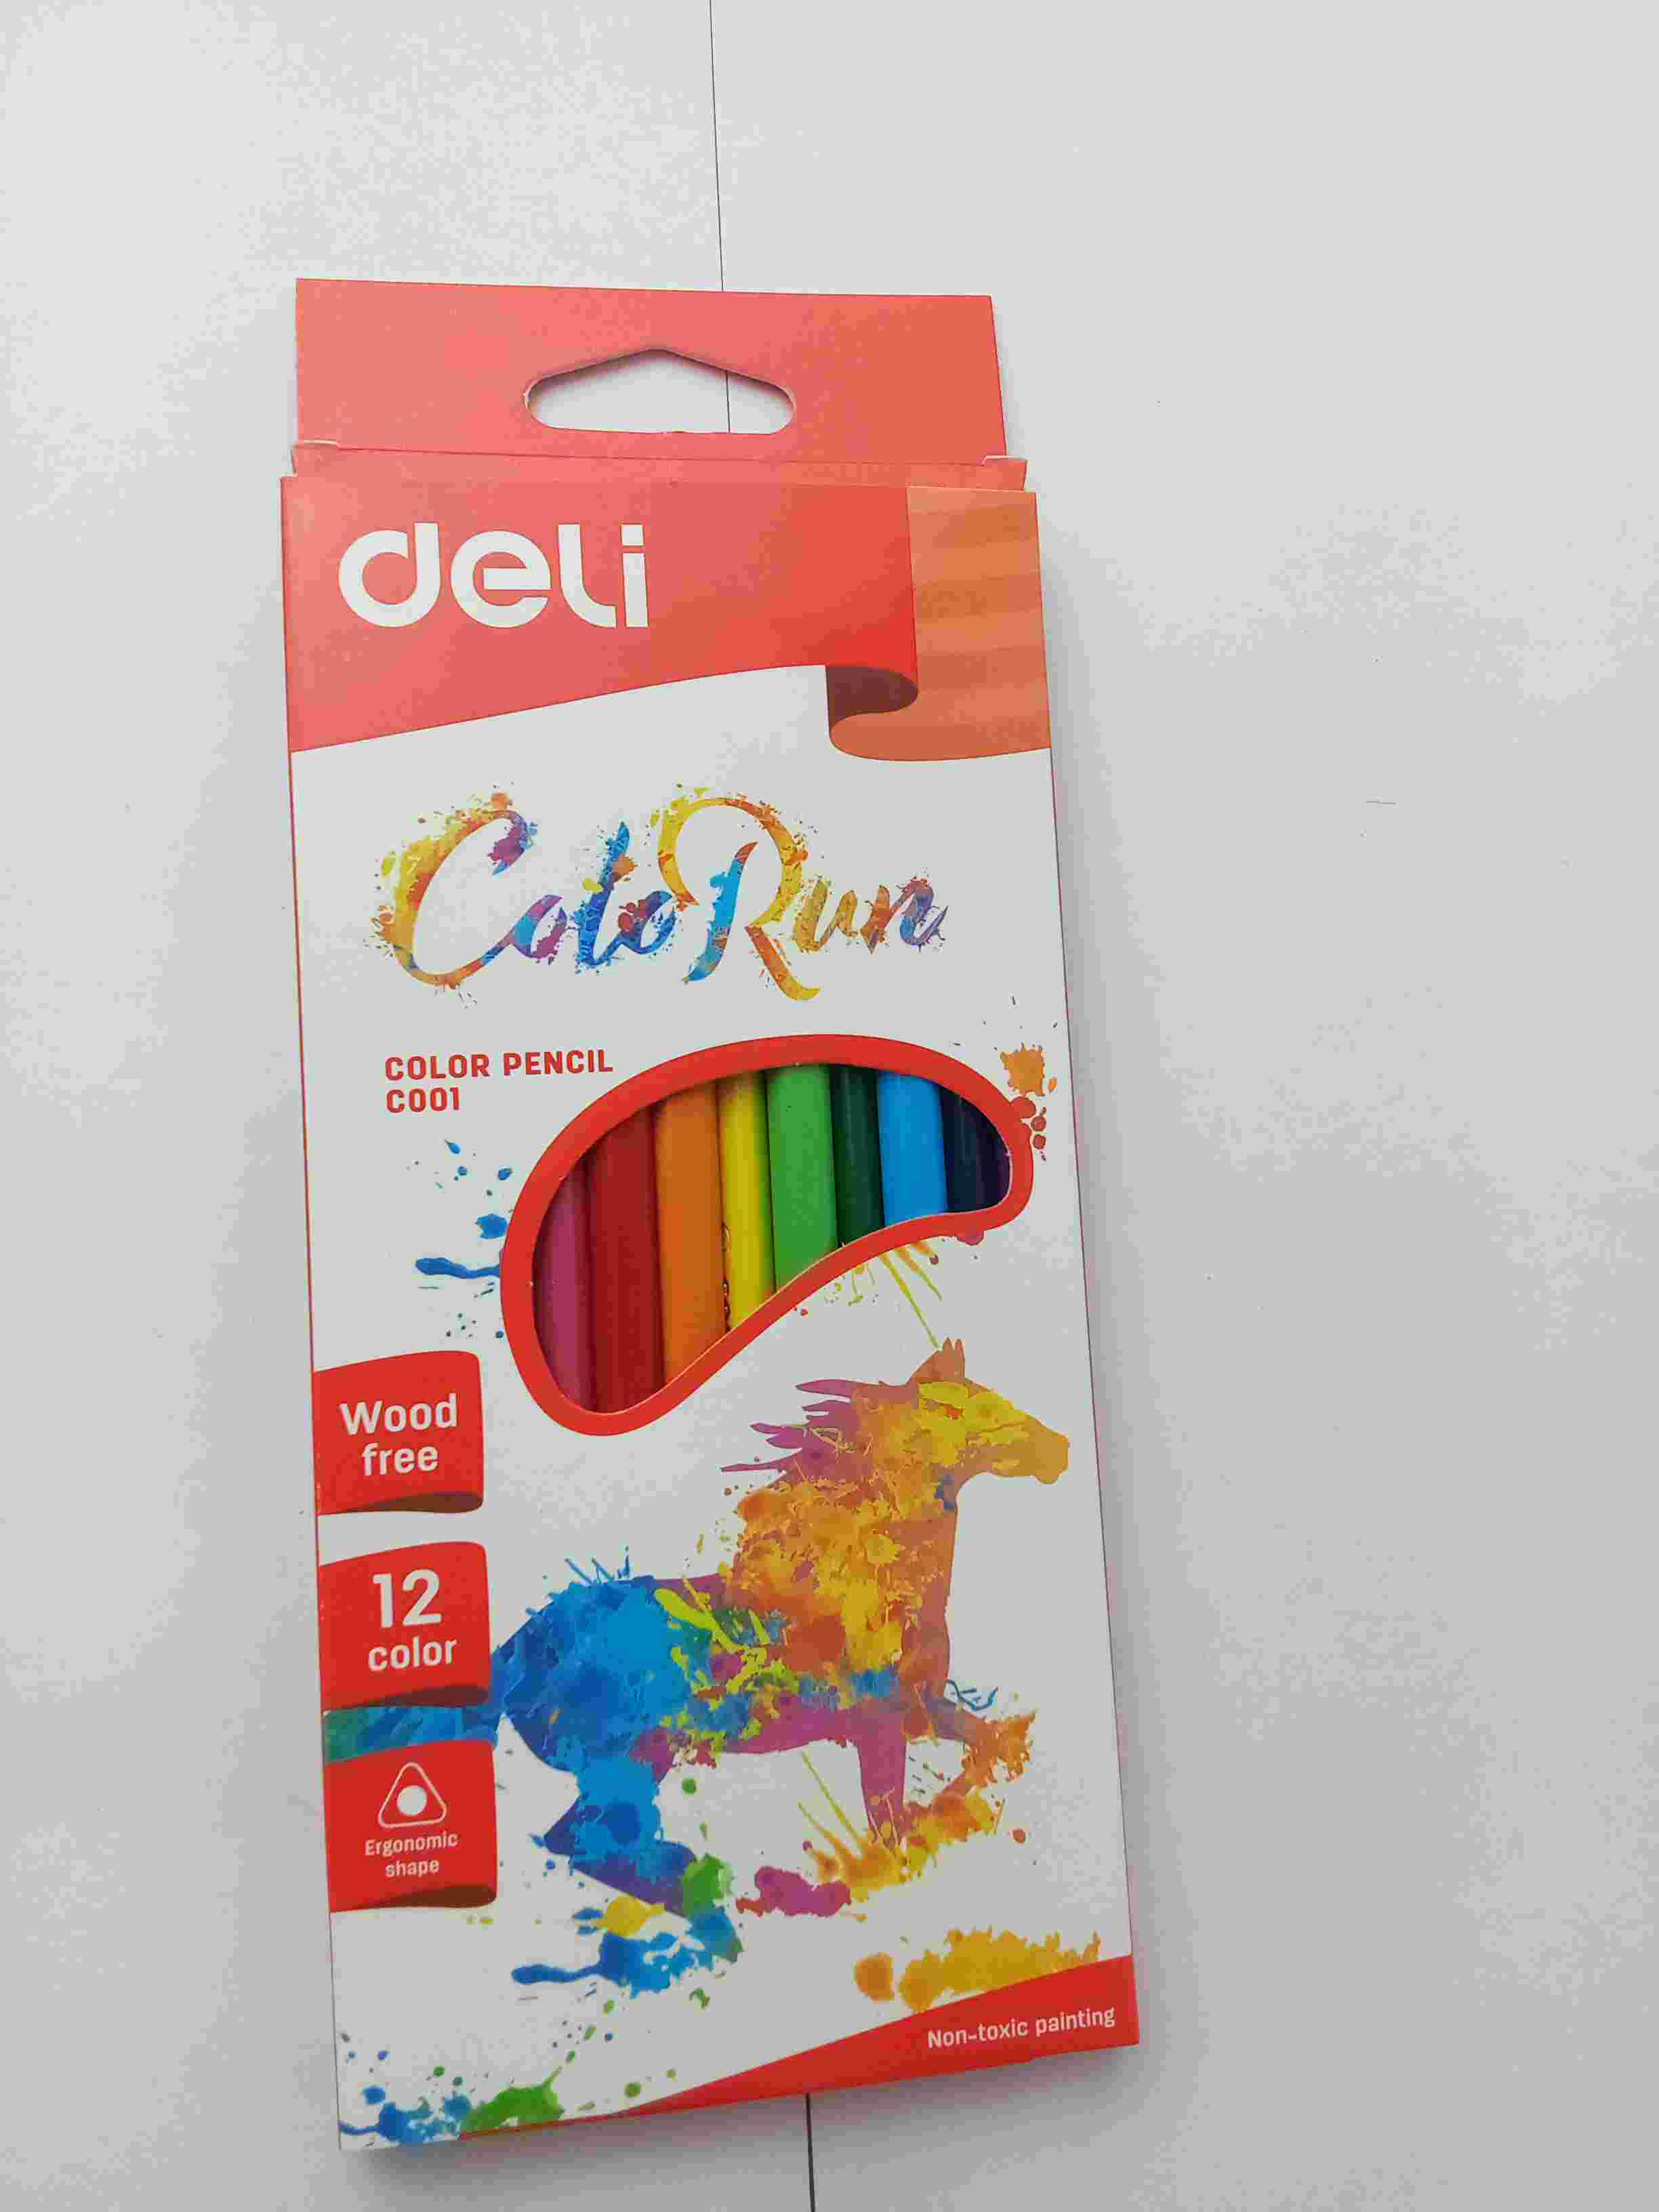 deli
ColoRun
COLOR PENCIL
C001
Wood
free
12
color
Ergonomic
shape
Non-toxic painting